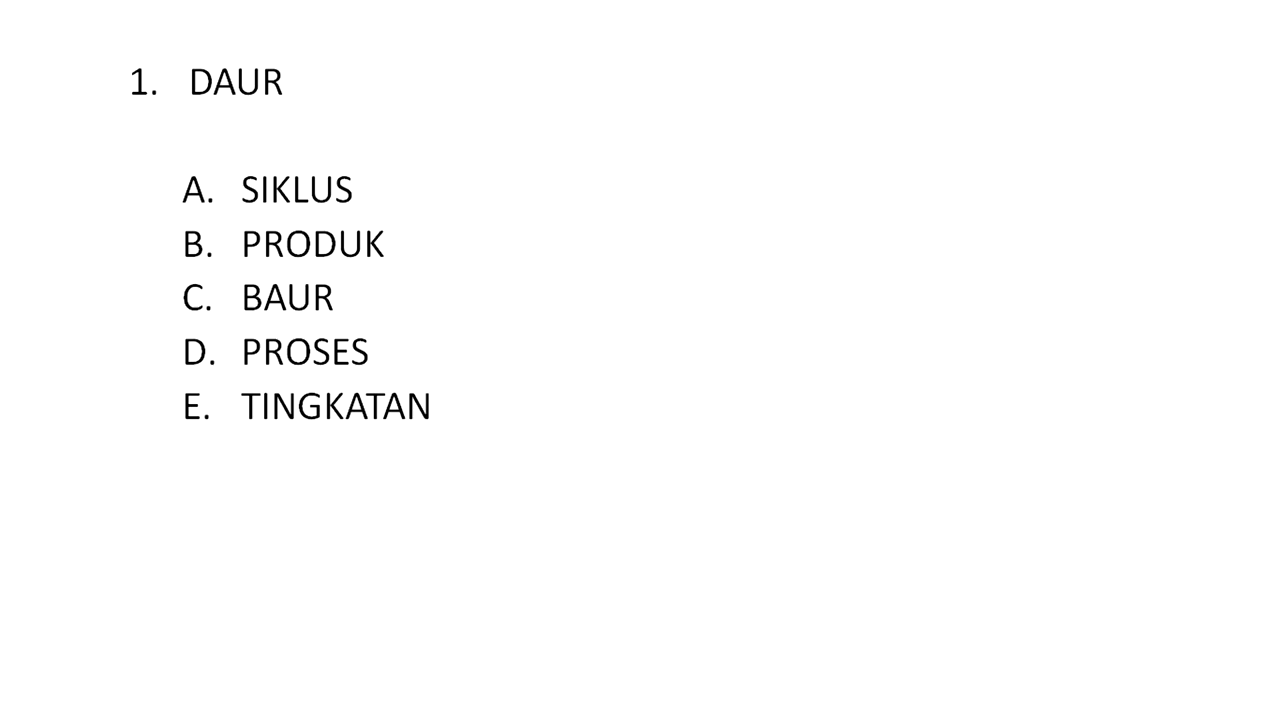 1. DAUR
A. SIKLUS
B. PRODUK
C. BAUR
D. PROSES
E. TINGKATAN